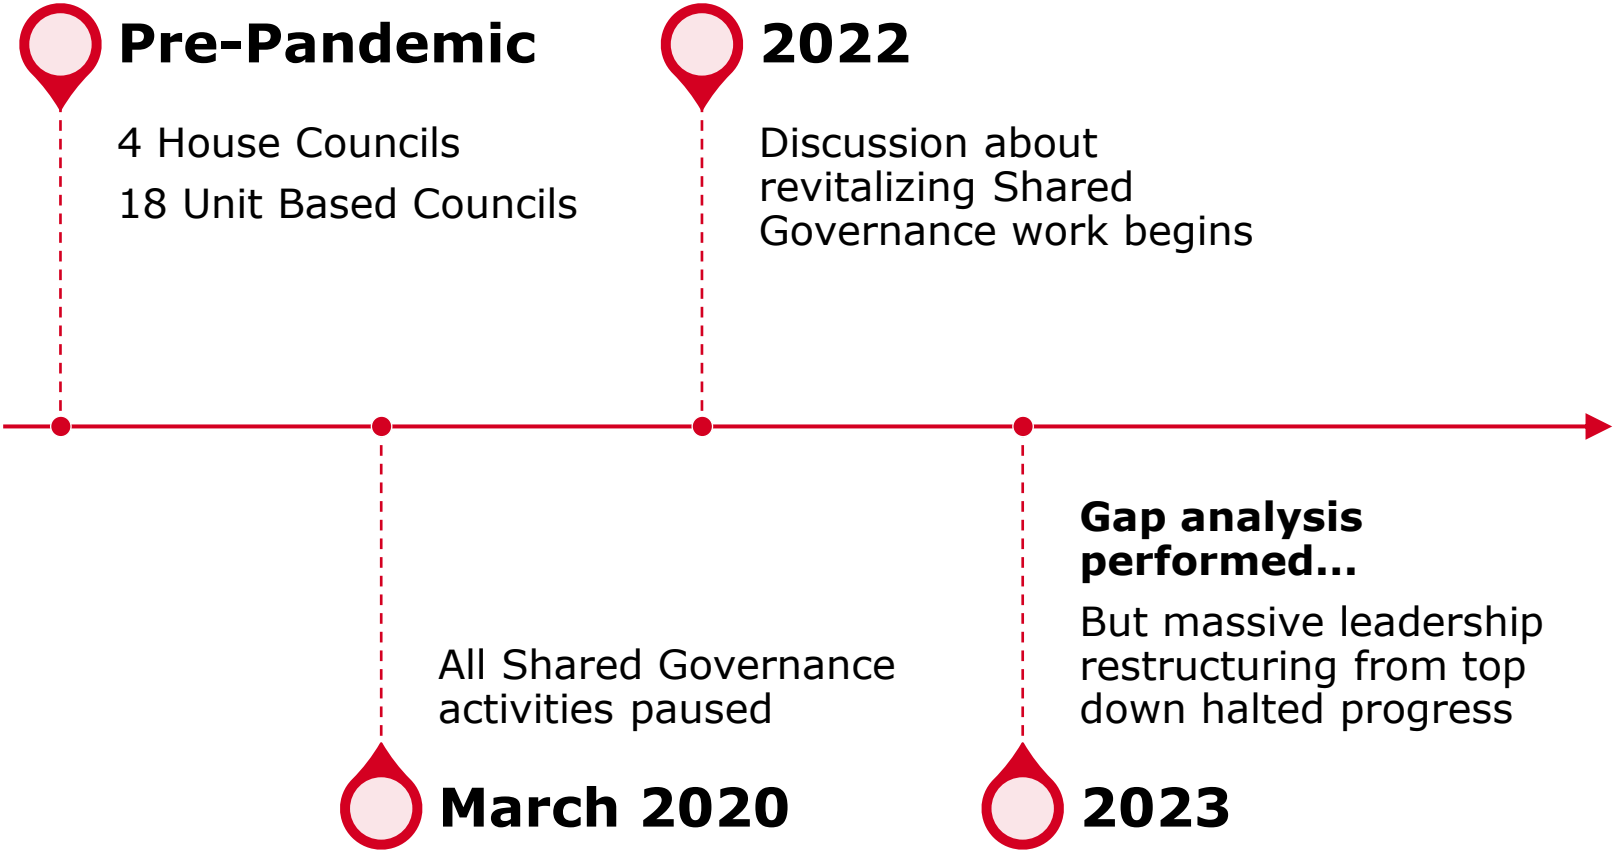 Pre-Pandemic
4 House Councils
18 Unit Based Councils
March 2020
All Shared Governance
activities paused
2022
Discussion about
revitalizing Shared
Governance work begins
2023
Gap analysis
performed...
But massive leadership
restructuring from top
down halted progress